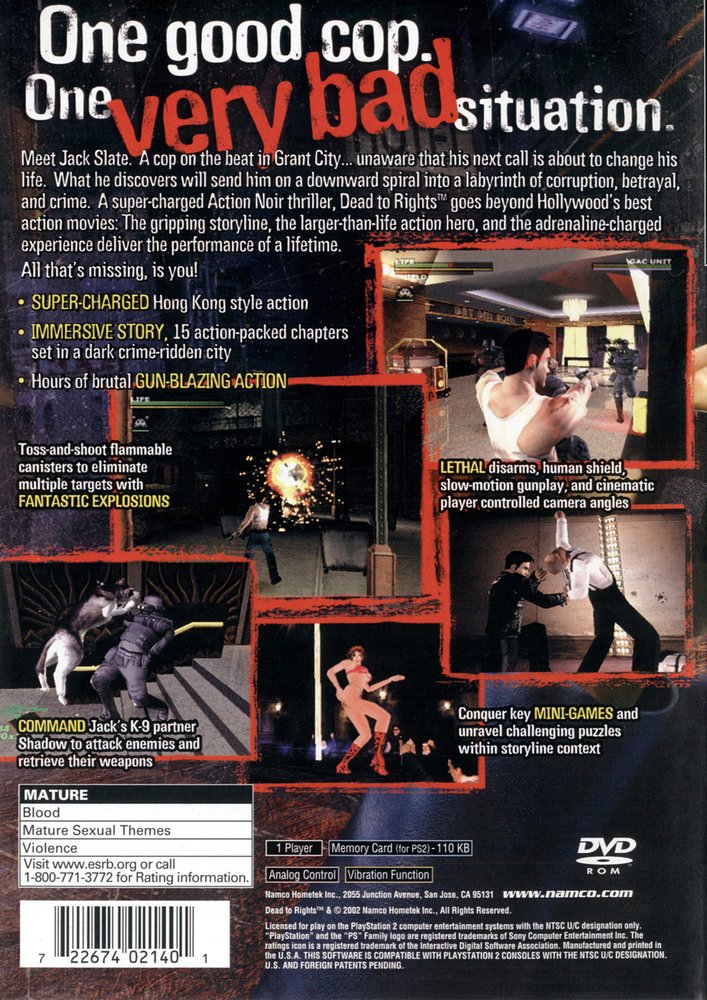 One good cop.
One very bad situation.
Meet Jack Slate. A cop on the beat in Grant City... unaware that his next call is about to change his
life. What he discovers will send him on a downward spiral into a labyrinth of corruption, betrayal,
and crime. A super-charged Action Noir thriller, Dead to Rights™ goes beyond Hollywood's best
action movies: The gripping storyline, the larger-than-life action hero, and the adrenaline-charged
experience deliver the performance of a lifetime.
All that's missing, is you!
• SUPER-CHARGED Hong Kong style action
• IMMERSIVE STORY, 15 action-packed chapters
set in a dark crime-ridden city
• Hours of brutal GUN-BLAZING ACTION
LIFE
GAC UNIT
SHIELD
LIFE
Toss-and-shoot flammable
canisters to eliminate
multiple targets with
FANTASTIC EXPLOSIONS
LETHAL disarms, human shield,
slow-motion gunplay, and cinematic
player controlled camera angles
COMMAND Jack's K-9 partner
Shadow to attack enemies and
retrieve their weapons
Conquer key MINI-GAMES and
unravel challenging puzzles
within storyline context
MATURE
Blood
Mature Sexual Themes
Violence
Visit www.esrb.org or call
1-800-771-3772 for Rating information.
1 Player
Memory Card (for PS2)-110 KB
Analog Control
Vibration Function
DVD
ROM
Namco Hometek Inc., 2055 Junction Avenue, San Jose, CA 95131 www.namco.com
Dead to Rights™ & © 2002 Namco Hometek Inc., All Rights Reserved.
Licensed for play on the PlayStation 2 computer entertainment systems with the NTSC U/C designation only.
"PlayStation" and the "PS" Family logo are registered trademarks of Sony Computer Entertainment Inc. The
ratings icon is a registered trademark of the Interactive Digital Software Association. Manufactured and printed in
the U.S.A. THIS SOFTWARE IS COMPATIBLE WITH PLAYSTATION 2 CONSOLES WITH THE NTSC U/C DESIGNATION.
U.S. AND FOREIGN PATENTS PENDING.
7 22674 02140 1